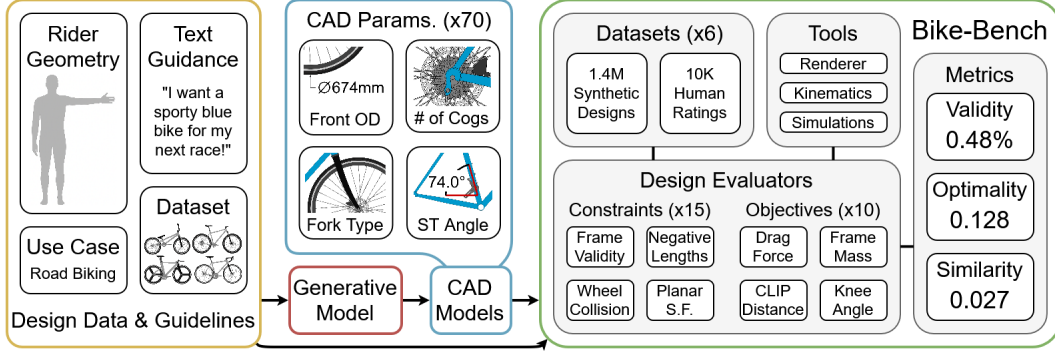 Rider
Geometry
Text
Guidance
"I want a
sporty blue
bike for my
next race!"
Use Case
Road Biking
Dataset
Design Data & Guidelines
CAD Params. (x70)
Ø674mm
Front OD
# of Cogs
Fork Type
74.0°
ST Angle
Generative
Model
CAD
Models
Datasets (x6)
1.4M
Synthetic
Designs
10K
Human
Ratings
Tools
Renderer
Kinematics
Simulations
Design Evaluators
Constraints (x15)
Frame
Validity
Negative
Lengths
Wheel
Collision
Planar
S.F.
Objectives (x10)
Drag
Force
Frame
Mass
CLIP
Distance
Knee
Angle
Bike-Bench
Metrics
Validity
0.48%
Optimality
0.128
Similarity
0.027